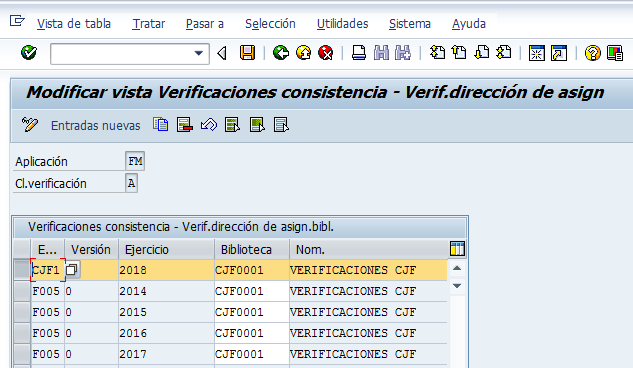 Vista de tabla Tratar Pasar a Selección Utilidades Sistema Ayuda
Modificar vista Verificaciones consistencia - Verif.dirección de asign
Entradas nuevas
Aplicación FM
Cl.verificación A
Verificaciones consistencia - Verif.dirección de asign.bibl.
E... Versión Ejercicio Biblioteca Nom.
CJF1 2018 CJF0001 VERIFICACIONES CJF
F005 0 2014 CJF0001 VERIFICACIONES CJF
F005 0 2015 CJF0001 VERIFICACIONES CJF
F005 0 2016 CJF0001 VERIFICACIONES CJF
F005 0 2017 CJF0001 VERIFICACIONES CJF